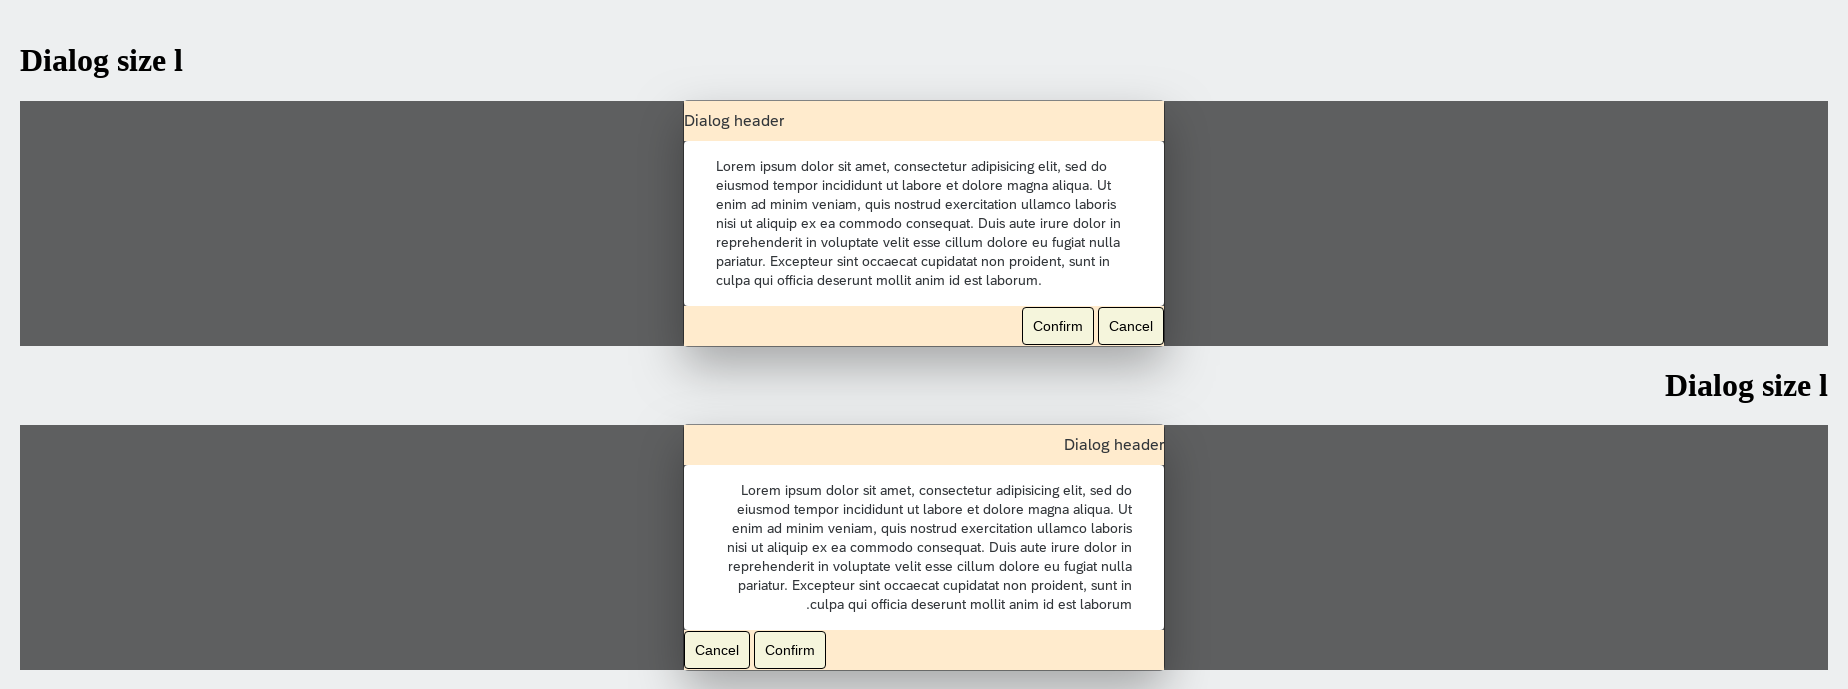 Dialog size l
Dialog header
Lorem ipsum dolor sit amet, consectetur adipisicing elit, sed do
eiusmod tempor incididunt ut labore et dolore magna aliqua. Ut
enim ad minim veniam, quis nostrud exercitation ullamco laboris
nisi ut aliquip ex ea commodo consequat. Duis aute irure dolor in
reprehenderit in voluptate velit esse cillum dolore eu fugiat nulla
pariatur. Excepteur sint occaecat cupidatat non proident, sunt in
culpa qui officia deserunt mollit anim id est laborum.
Confirm Cancel
Dialog size l
Dialog header
Lorem ipsum dolor sit amet, consectetur adipisicing elit, sed do
eiusmod tempor incididunt ut labore et dolore magna aliqua. Ut
enim ad minim veniam, quis nostrud exercitation ullamco laboris
nisi ut aliquip ex ea commodo consequat. Duis aute irure dolor in
reprehenderit in voluptate velit esse cillum dolore eu fugiat nulla
pariatur. Excepteur sint occaecat cupidatat non proident, sunt in
.culpa qui officia deserunt mollit anim id est laborum
Cancel Confirm